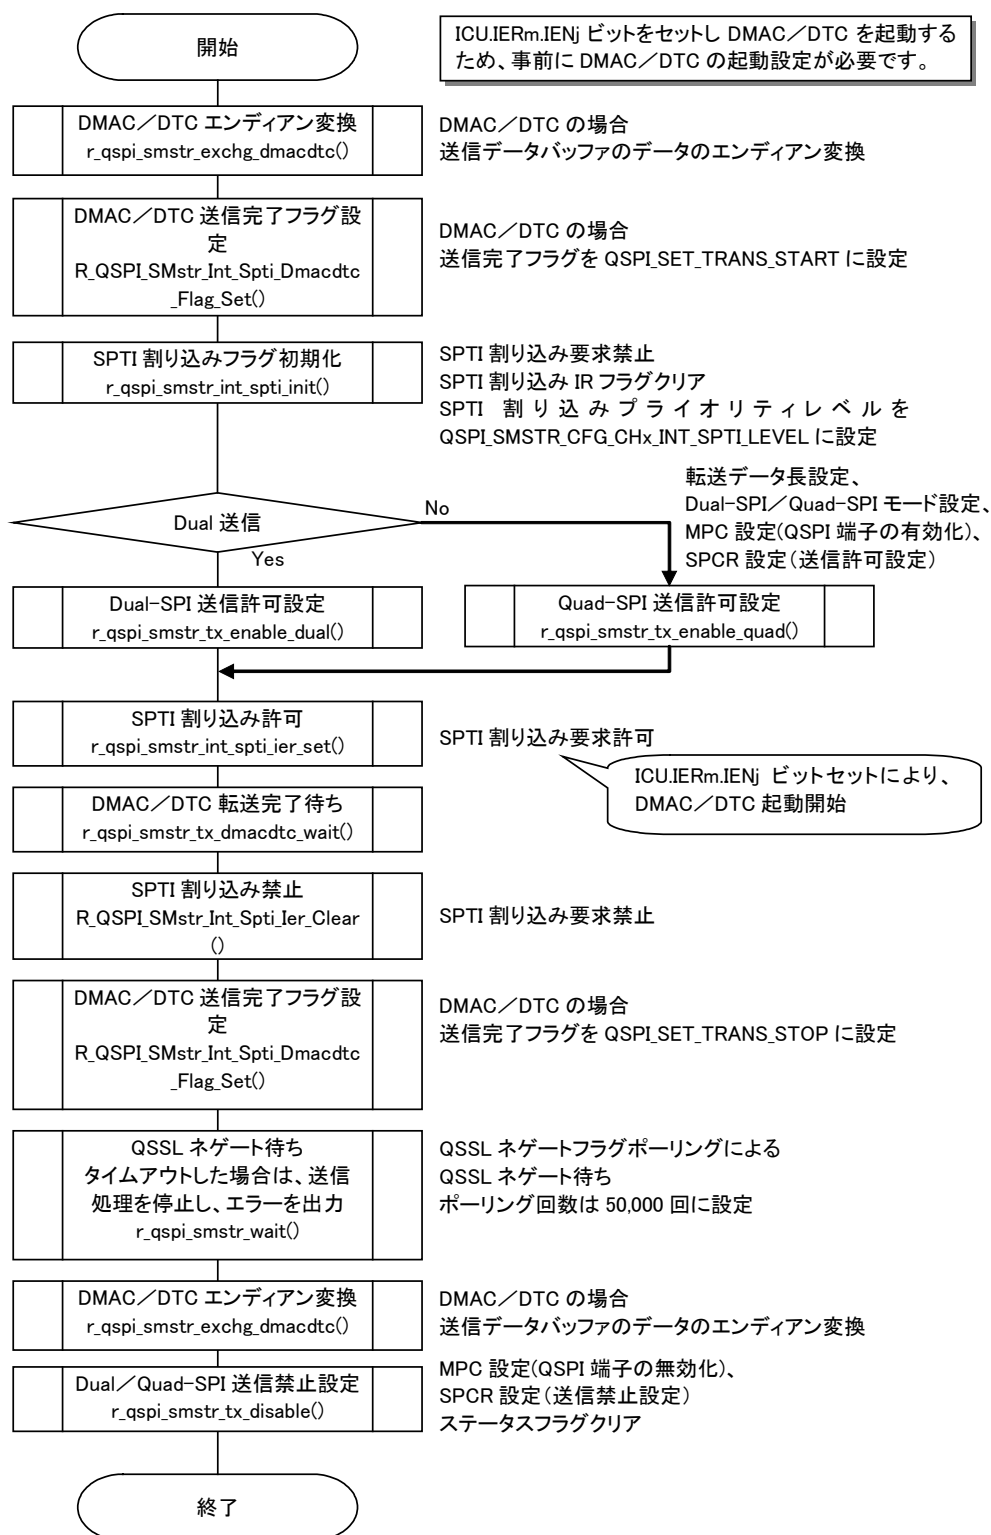 開始
ICU.IERm.IENj ビットをセットし DMAC／DTC を起動する
ため、事前に DMAC／DTC の起動設定が必要です。
DMAC／DTC エンディアン変換
r_qspi_smstr_exchg_dmacdtc()
DMAC／DTC の場合
送信データバッファのデータのエンディアン変換
DMAC／DTC 送信完了フラグ設
定
R_QSPI_SMstr_Int_Spti_Dmacdtc
_Flag_Set()
DMAC／DTC の場合
送信完了フラグを QSPI_SET_TRANS_START に設定
SPTI 割り込みフラグ初期化
r_qspi_smstr_int_spti_init()
SPTI 割り込み要求禁止
SPTI 割り込み IR フラグクリア
SPTI 割り込みプライオリティレベルを
QSPI_SMSTR_CFG_CHx_INT_SPTI_LEVEL に設定
Dual 送信
No
Yes
転送データ長設定、
Dual-SPI／Quad-SPI モード設定、
MPC 設定(QSPI 端子の有効化)、
SPCR 設定（送信許可設定）
Dual-SPI 送信許可設定
r_qspi_smstr_tx_enable_dual()
Quad-SPI 送信許可設定
r_qspi_smstr_tx_enable_quad()
SPTI 割り込み許可
r_qspi_smstr_int_spti_ier_set()
SPTI 割り込み要求許可
ICU.IERm.IENj ビットセットにより、
DMAC／DTC 起動開始
DMAC／DTC 転送完了待ち
r_qspi_smstr_tx_dmacdtc_wait()
SPTI 割り込み禁止
R_QSPI_SMstr_Int_Spti_Ier_Clear
()
SPTI 割り込み要求禁止
DMAC／DTC 送信完了フラグ設
定
R_QSPI_SMstr_Int_Spti_Dmacdtc
_Flag_Set()
DMAC／DTC の場合
送信完了フラグを QSPI_SET_TRANS_STOP に設定
QSSL ネゲート待ち
タイムアウトした場合は、送信
処理を停止し、エラーを出力
r_qspi_smstr_wait()
QSSL ネゲートフラグポーリングによる
QSSL ネゲート待ち
ポーリング回数は 50,000 回に設定
DMAC／DTC エンディアン変換
r_qspi_smstr_exchg_dmacdtc()
DMAC／DTC の場合
送信データバッファのデータのエンディアン変換
Dual／Quad-SPI 送信禁止設定
r_qspi_smstr_tx_disable()
MPC 設定(QSPI 端子の無効化)、
SPCR 設定（送信禁止設定）
ステータスフラグクリア
終了